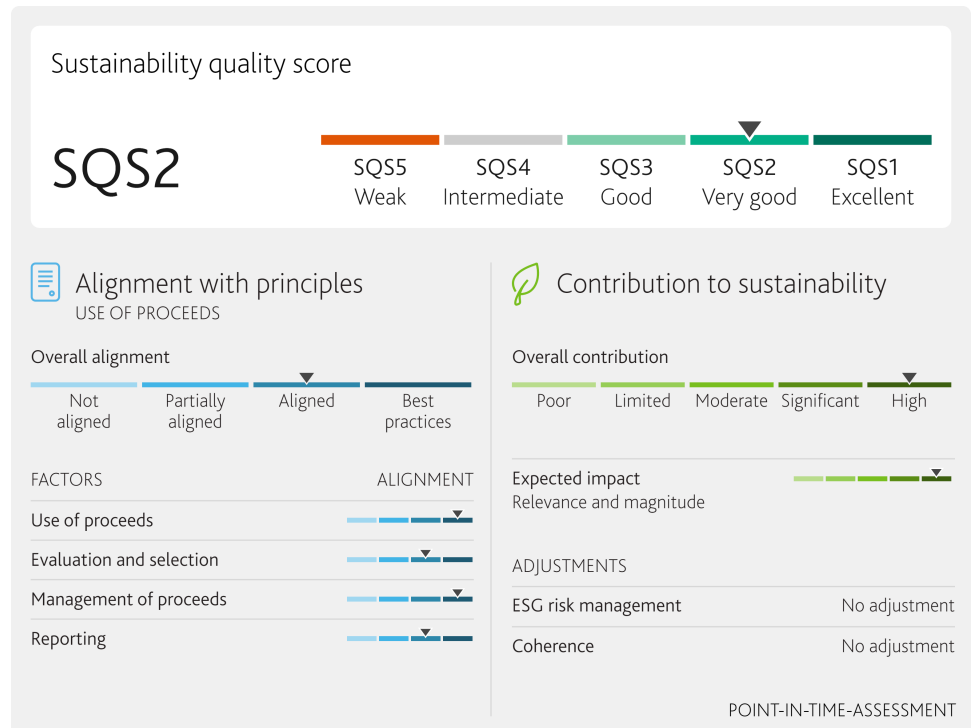 Sustainability quality score
SQS2
SQS5
Weak
SQS4
Intermediate
SQS3
Good
SQS2
Very good
SQS1
Excellent
Alignment with principles
USE OF PROCEEDS
Overall alignment
Not
aligned
Partially
aligned
Aligned
Best
practices
FACTORS ALIGNMENT
Use of proceeds
Evaluation and selection
Management of proceeds
Reporting
Contribution to sustainability
Overall contribution
Poor Limited Moderate Significant High
Expected impact
Relevance and magnitude
ADJUSTMENTS
ESG risk management No adjustment
Coherence No adjustment
POINT-IN-TIME-ASSESSMENT